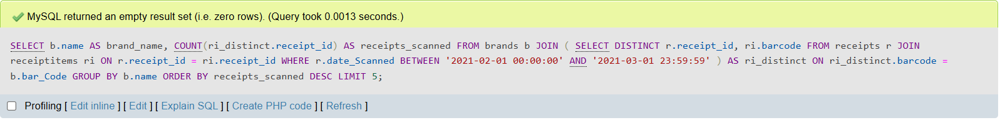 MySQL returned an empty result set (i.e. zero rows). (Query took 0.0013 seconds.)
SELECT b.name AS brand_name, COUNT(ri_distinct.receipt_id) AS receipts_scanned FROM brands b JOIN ( SELECT DISTINCT r.receipt_id, ri.barcode FROM receipts r JOIN
receiptitems ri ON r.receipt_id = ri.receipt_id WHERE r.date_Scanned BETWEEN '2021-02-01 00:00:00' AND '2021-03-01 23:59:59' ) AS ri_distinct ON ri_distinct.barcode =
b.bar_Code GROUP BY b.name ORDER BY receipts_scanned DESC LIMIT 5;
Profiling [ Edit inline ] [ Edit ] [ Explain SQL ] [ Create PHP code ] [ Refresh ]